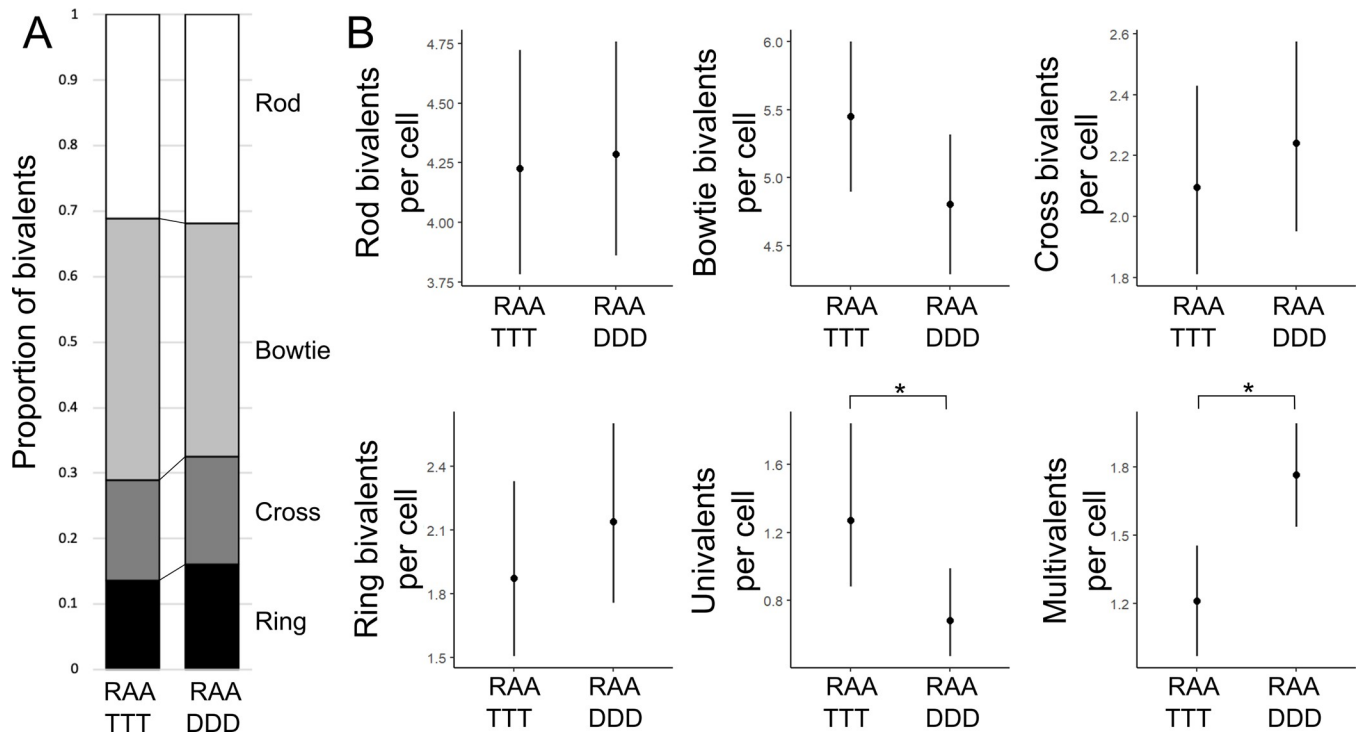 A
Proportion of bivalents
1
0.9
0.8
0.7
0.6
0.5
0.4
0.3
0.2
0.1
0
Rod
Bowtie
Cross
Ring
RAA
TTT
RAA
DDD
B
Rod bivalents
per cell
4.75
4.50
4.25
4.00
3.75
RAA
TTT
RAA
DDD
Bowtie bivalents
per cell
6.0
5.5
5.0
4.5
RAA
TTT
RAA
DDD
Cross bivalents
per cell
2.6
2.4
2.2
2.0
1.8
RAA
TTT
RAA
DDD
Ring bivalents
per cell
2.4
2.1
1.8
1.5
RAA
TTT
RAA
DDD
Univalents
per cell
*
1.6
1.2
0.8
RAA
TTT
RAA
DDD
Multivalents
per cell
*
1.8
1.5
1.2
RAA
TTT
RAA
DDD